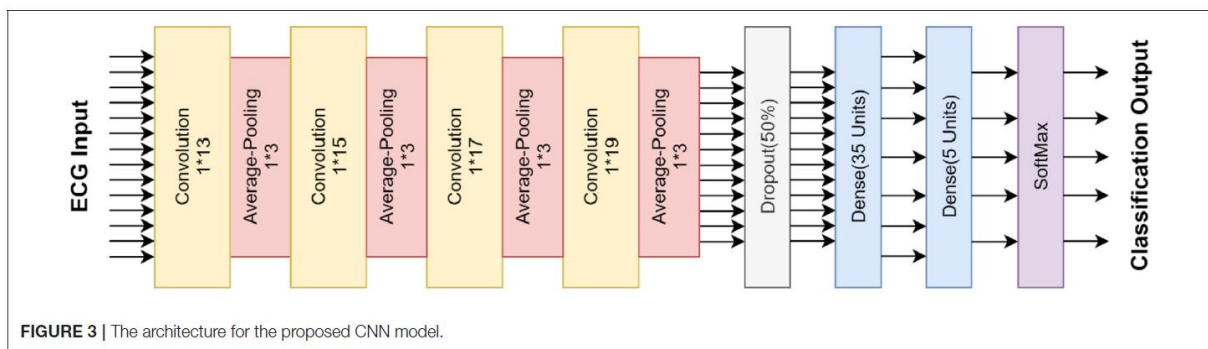 ECG Input
Convolution
1*13
Average-Pooling
1*3
Convolution
1*15
Average-Pooling
1*3
Convolution
1*17
Average-Pooling
1*3
Convolution
1*19
Average-Pooling
1*3
Dropout(50%)
Dense(35 Units)
Dense(5 Units)
SoftMax
Classification Output
FIGURE 3 | The architecture for the proposed CNN model.